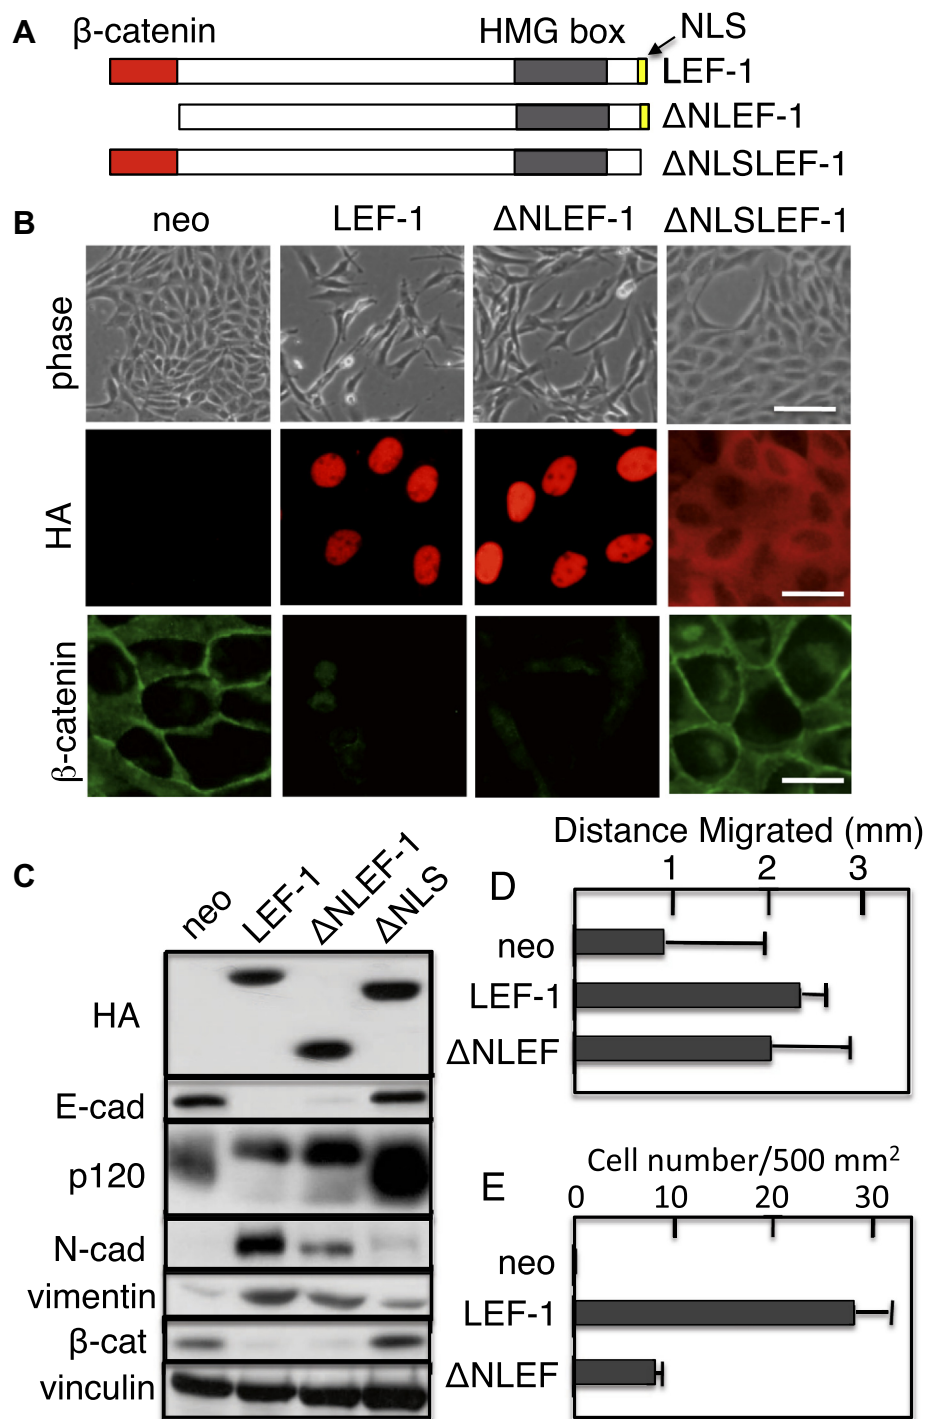 A
β-catenin
HMG box
NLS
LEF-1
ΔNLEF-1
ΔNLSLEF-1
B
neo
LEF-1
ΔNLEF-1
ΔNLSLEF-1
phase
HA
β-catenin
C
neo
LEF-1
ΔNLEF-1
ΔNLS
HA
E-cad
p120
N-cad
vimentin
β-cat
vinculin
D
Distance Migrated (mm)
1 2 3
neo
LEF-1
ΔNLEF
E
Cell number/500 mm²
0 10 20 30
neo
LEF-1
ΔNLEF